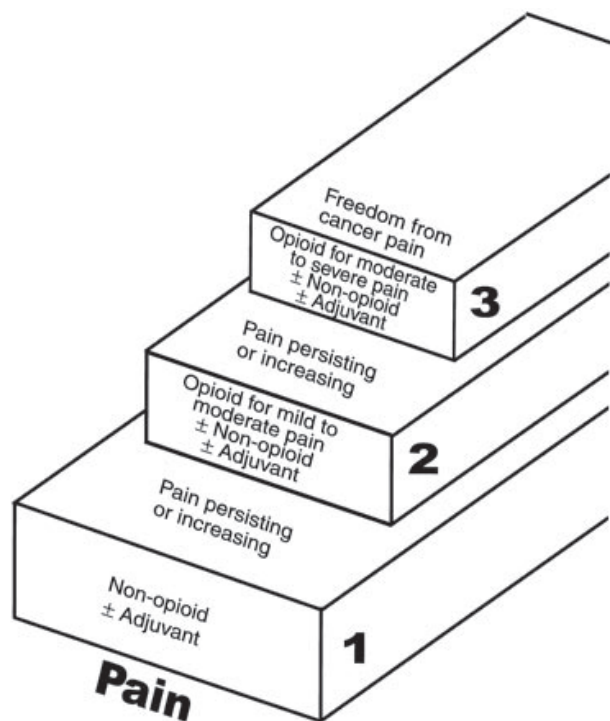 Freedom from
cancer pain
Opioid for moderate
to severe pain
± Non-opioid
± Adjuvant
3
Pain persisting
or increasing
Opioid for mild to
moderate pain
± Non-opioid
± Adjuvant
2
Pain persisting
or increasing
Non-opioid
± Adjuvant
1
Pain